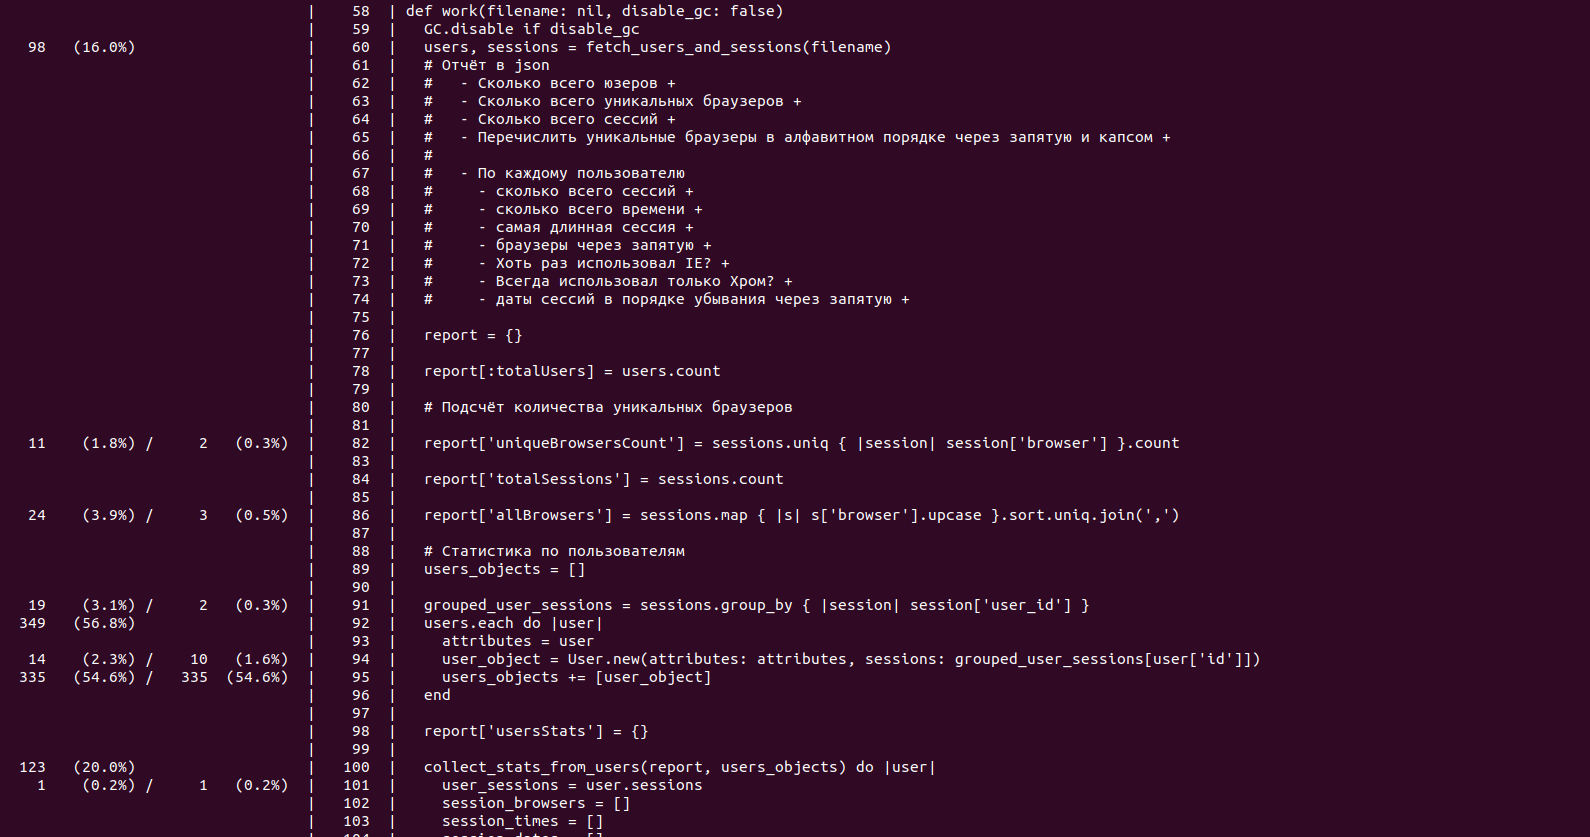 | 58 | def work(filename: nil, disable_gc: false)
| 59 | GC.disable if disable_gc
98 (16.0%) | 60 | users, sessions = fetch_users_and_sessions(filename)
| 61 | # Отчёт в json
| 62 | # - Сколько всего юзеров +
| 63 | # - Сколько всего уникальных браузеров +
| 64 | # - Сколько всего сессий +
| 65 | # - Перечислить уникальные браузеры в алфавитном порядке через запятую и капсом +
| 66 | #
| 67 | # - По каждому пользователю
| 68 | # - сколько всего сессий +
| 69 | # - сколько всего времени +
| 70 | # - самая длинная сессия +
| 71 | # - браузеры через запятую +
| 72 | # - Хоть раз использовал IE? +
| 73 | # - Всегда использовал только Хром? +
| 74 | # - даты сессий в порядке убывания через запятую +
| 75 |
| 76 | report = {}
| 77 |
| 78 | report[:totalUsers] = users.count
| 79 |
| 80 | # Подсчёт количества уникальных браузеров
| 81 |
11 (1.8%) / 2 (0.3%) | 82 | report['uniqueBrowsersCount'] = sessions.uniq { |session| session['browser'] }.count
| 83 |
| 84 | report['totalSessions'] = sessions.count
| 85 |
24 (3.9%) / 3 (0.5%) | 86 | report['allBrowsers'] = sessions.map { |s| s['browser'].upcase }.sort.uniq.join(',')
| 87 |
| 88 | # Статистика по пользователям
| 89 | users_objects = []
| 90 |
19 (3.1%) / 2 (0.3%) | 91 | grouped_user_sessions = sessions.group_by { |session| session['user_id'] }
349 (56.8%) | 92 | users.each do |user|
| 93 | attributes = user
14 (2.3%) / 10 (1.6%) | 94 | user_object = User.new(attributes: attributes, sessions: grouped_user_sessions[user['id']])
335 (54.6%) / 335 (54.6%) | 95 | users_objects += [user_object]
| 96 | end
| 97 |
| 98 | report['usersStats'] = {}
| 99 |
123 (20.0%) | 100 | collect_stats_from_users(report, users_objects) do |user|
1 (0.2%) / 1 (0.2%) | 101 | user_sessions = user.sessions
| 102 | session_browsers = []
| 103 | session_times = []